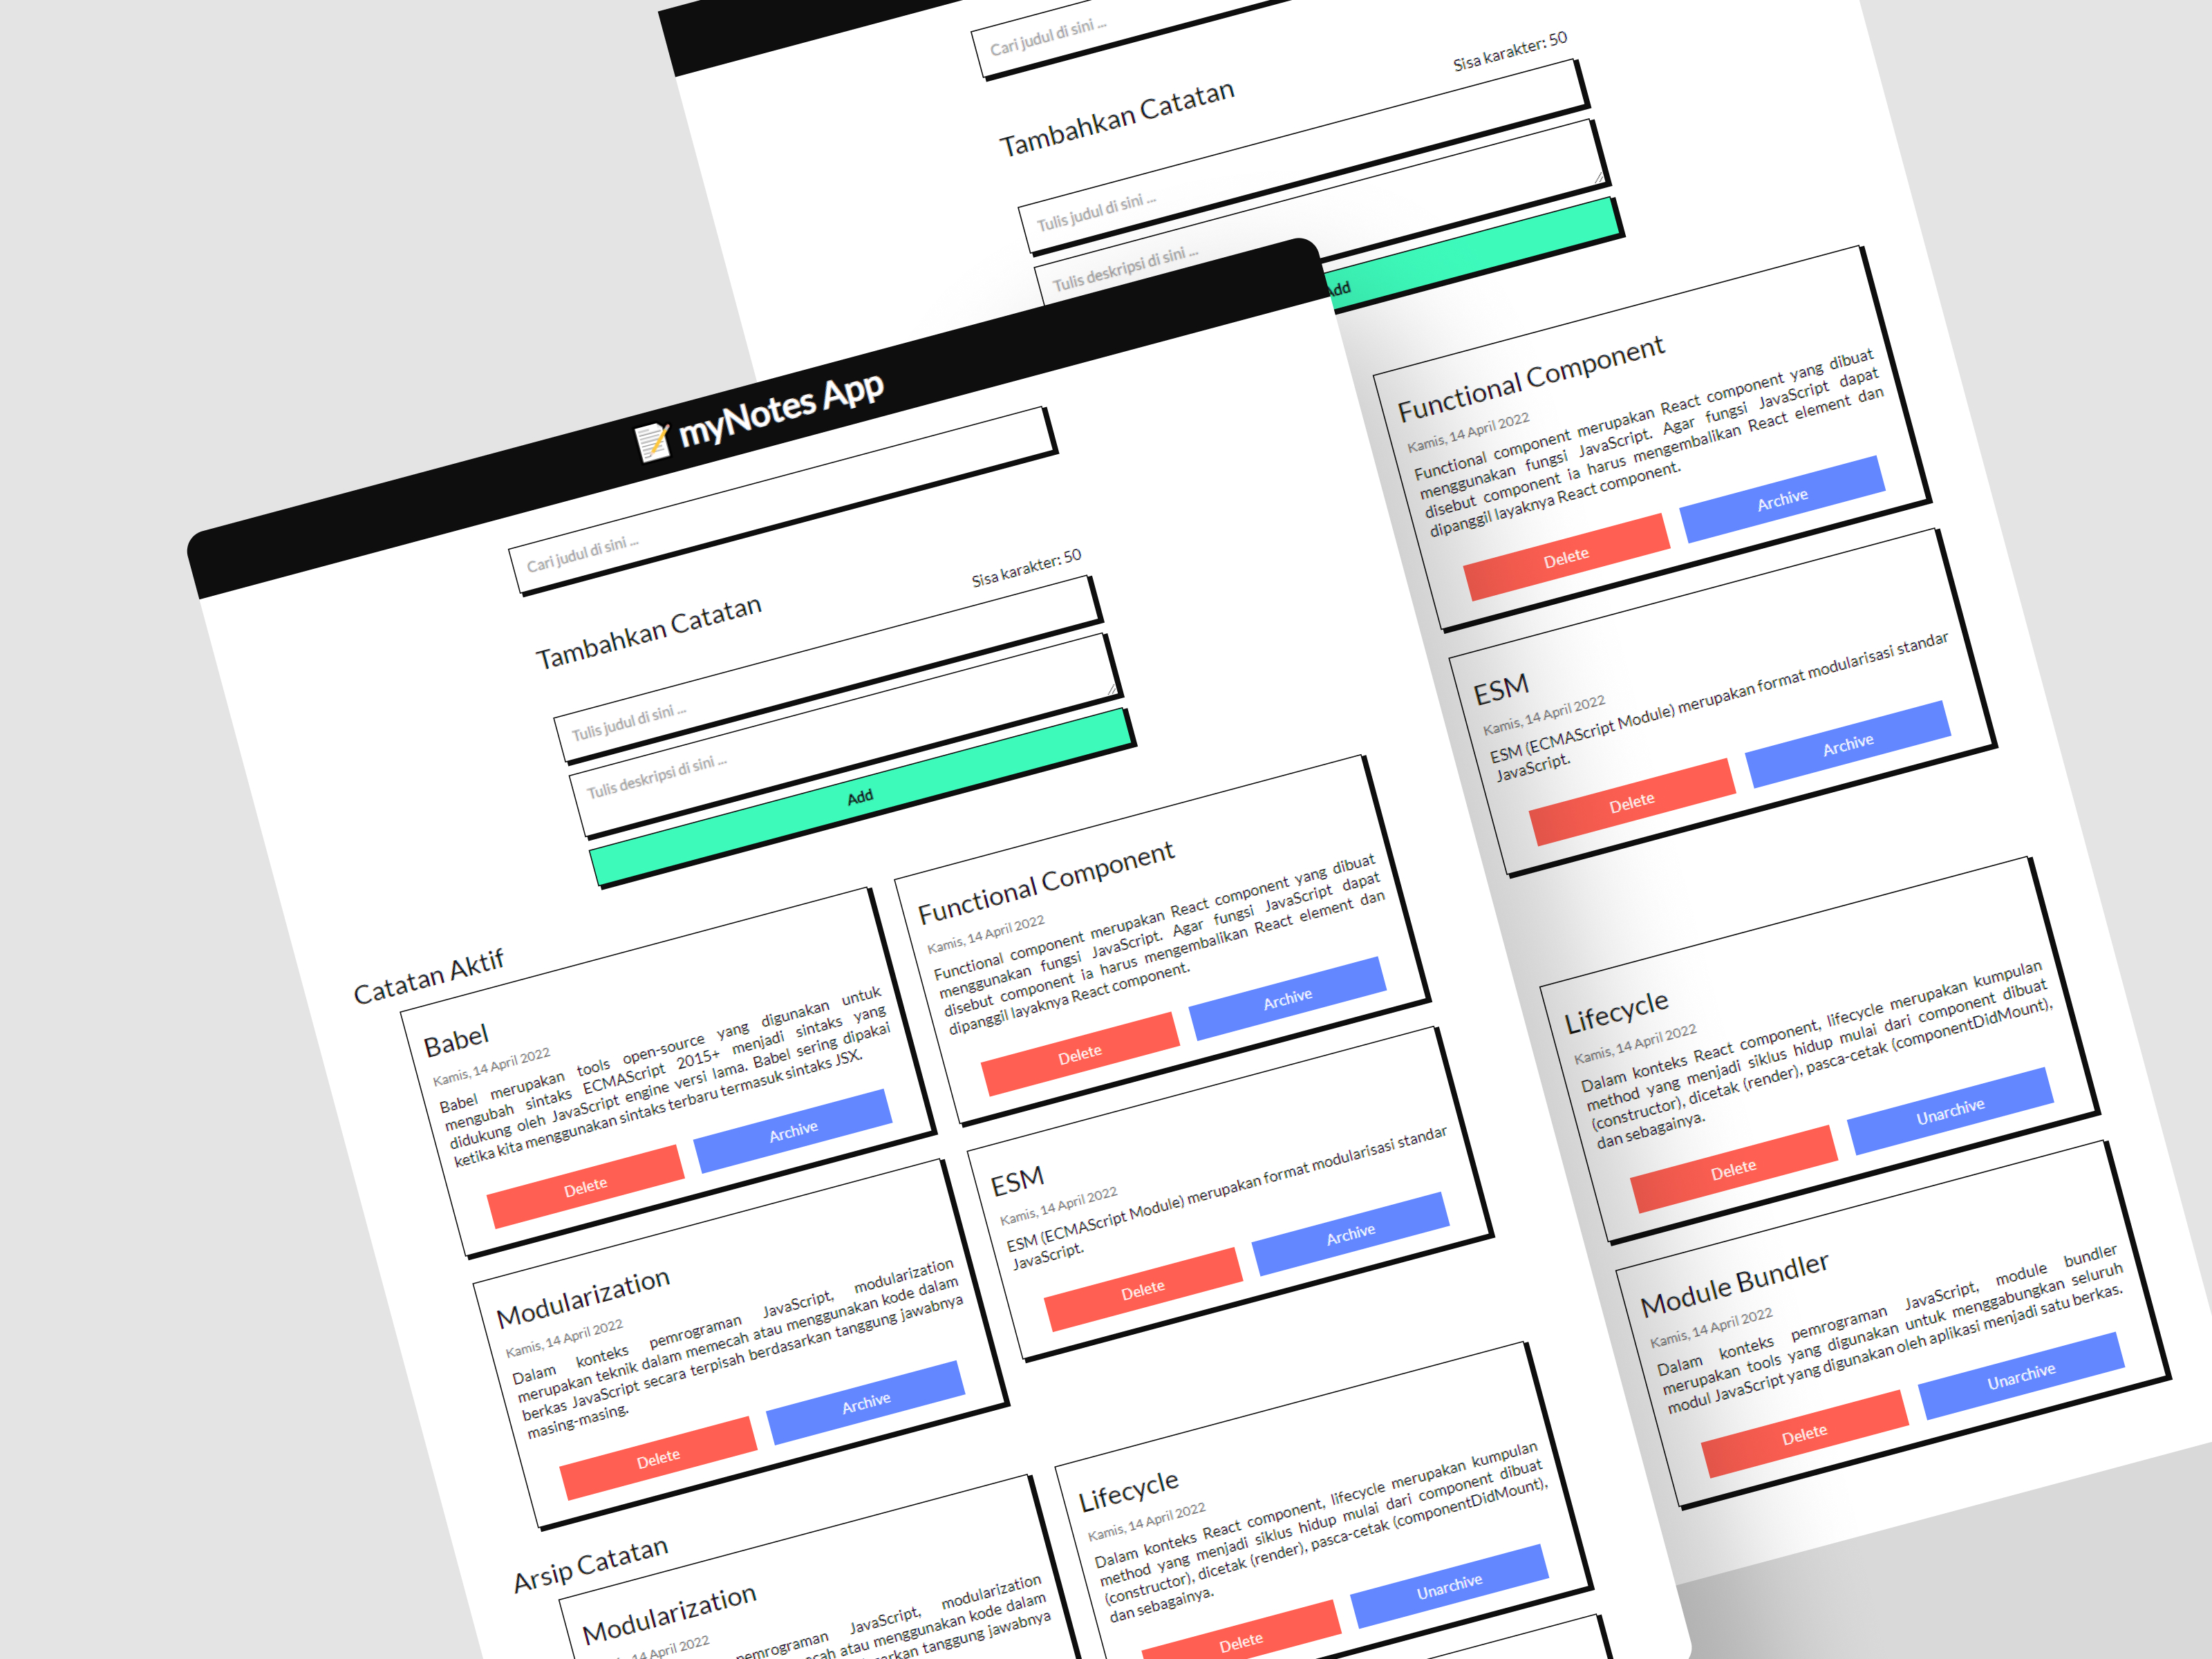 Cari judul di sini ...
Sisa karakter: 50
Tambahkan Catatan
Tulis judul di sini ...
Tulis deskripsi di sini ...
Add
Functional Component
Kamis, 14 April 2022
Functional component merupakan React component yang dibuat
menggunakan fungsi JavaScript. Agar fungsi JavaScript dapat
disebut component ia harus mengembalikan React element dan
dipanggil layaknya React component.
Delete
Archive
ESM
Kamis, 14 April 2022
ESM (ECMAScript Module) merupakan format modularisasi standar
JavaScript.
Delete
Archive
Lifecycle
Kamis, 14 April 2022
Dalam konteks React component, lifecycle merupakan kumpulan
method yang menjadi siklus hidup mulai dari component dibuat
(constructor), dicetak (render), pasca-cetak (componentDidMount),
dan sebagainya.
Delete
Unarchive
Module Bundler
Kamis, 14 April 2022
Dalam konteks pemrograman JavaScript, module bundler
merupakan tools yang digunakan untuk menggabungkan seluruh
modul JavaScript yang digunakan oleh aplikasi menjadi satu berkas.
Delete
Unarchive
myNotes App
Cari judul di sini ...
Sisa karakter: 50
Tambahkan Catatan
Tulis judul di sini ...
Tulis deskripsi di sini ...
Add
Catatan Aktif
Babel
Kamis, 14 April 2022
Babel merupakan tools open-source yang digunakan untuk
mengubah sintaks ECMAScript 2015+ menjadi sintaks yang
didukung oleh JavaScript engine versi lama. Babel sering dipakai
ketika kita menggunakan sintaks terbaru termasuk sintaks JSX.
Delete
Archive
Functional Component
Kamis, 14 April 2022
Functional component merupakan React component yang dibuat
menggunakan fungsi JavaScript. Agar fungsi JavaScript dapat
disebut component ia harus mengembalikan React element dan
dipanggil layaknya React component.
Delete
Archive
Modularization
Kamis, 14 April 2022
Dalam konteks pemrograman JavaScript, modularization
merupakan teknik dalam memecah atau menggunakan kode dalam
berkas JavaScript secara terpisah berdasarkan tanggung jawabnya
masing-masing.
Delete
Archive
ESM
Kamis, 14 April 2022
ESM (ECMAScript Module) merupakan format modularisasi standar
JavaScript.
Delete
Archive
Arsip Catatan
Modularization
14 April 2022
pemrograman JavaScript, modularization
atau menggunakan kode dalam
tanggung jawabnya
Lifecycle
Kamis, 14 April 2022
Dalam konteks React component, lifecycle merupakan kumpulan
method yang menjadi siklus hidup mulai dari component dibuat
(constructor), dicetak (render), pasca-cetak (componentDidMount),
dan sebagainya.
Delete
Unarchive